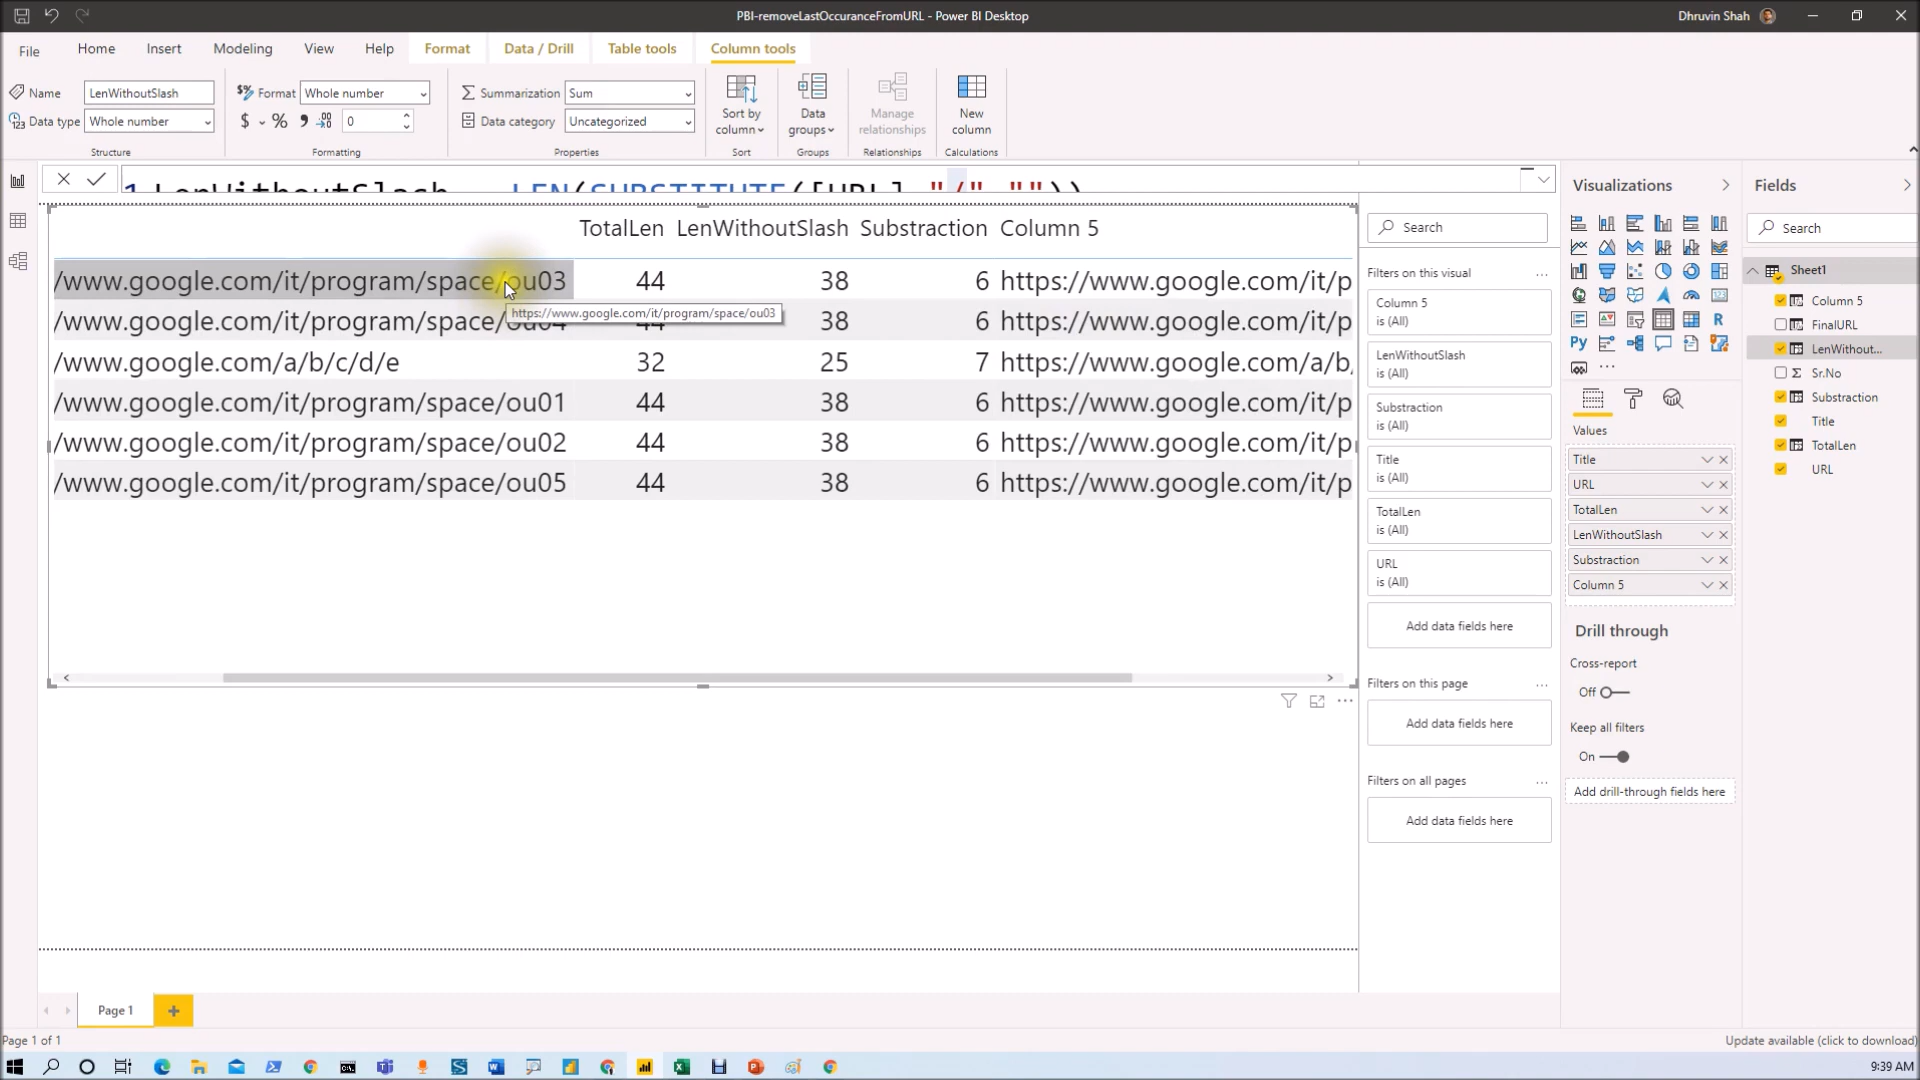 PBI-removeLastOccuranceFromURL - Power BI Desktop
Dhruvin Shah
File Home Insert Modeling View Help Format Data / Drill Table tools Column tools
Name LenWithoutSlash
Data type Whole number
Structure
Format Whole number
$ % 0
Formatting
Summarization Sum
Data category Uncategorized
Properties
Sort by column
Sort
Data groups
Groups
Manage relationships
Relationships
New column
Calculations
1 LenWithoutSlash = LEN(SUBSTITUTE([URL],"/",""))
TotalLen LenWithoutSlash Substraction Column 5
/www.google.com/it/program/space/ou03 44 38 6 https://www.google.com/it/p
https://www.google.com/it/program/space/ou03
/www.google.com/it/program/space/ou04 44 38 6 https://www.google.com/it/p
/www.google.com/a/b/c/d/e 32 25 7 https://www.google.com/a/b/
/www.google.com/it/program/space/ou01 44 38 6 https://www.google.com/it/p
/www.google.com/it/program/space/ou02 44 38 6 https://www.google.com/it/p
/www.google.com/it/program/space/ou05 44 38 6 https://www.google.com/it/p
Search
Filters on this visual
Column 5
is (All)
LenWithoutSlash
is (All)
Substraction
is (All)
Title
is (All)
TotalLen
is (All)
URL
is (All)
Add data fields here
Filters on this page
Add data fields here
Filters on all pages
Add data fields here
Visualizations
R
Py
Values
Title
URL
TotalLen
LenWithoutSlash
Substraction
Column 5
Drill through
Cross-report
Off
Keep all filters
On
Add drill-through fields here
Fields
Search
Sheet1
Column 5
FinalURL
LenWithout...
Sr.No
Substraction
Title
TotalLen
URL
Page 1
Page 1 of 1
Update available (click to download)
9:39 AM